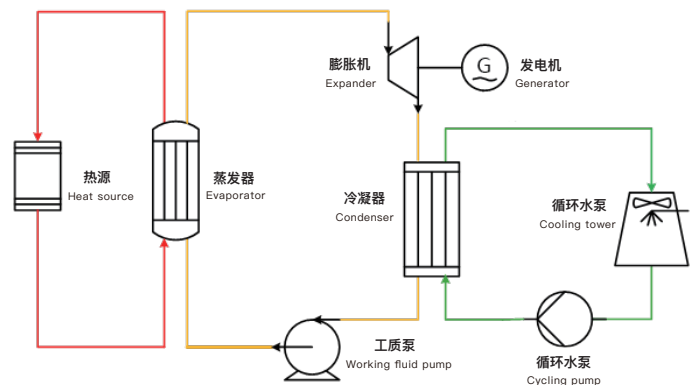 膨胀机
Expander
G
发电机
Generator
热源
Heat source
蒸发器
Evaporator
冷凝器
Condenser
循环水泵
Cooling tower
工质泵
Working fluid pump
循环水泵
Cycling pump